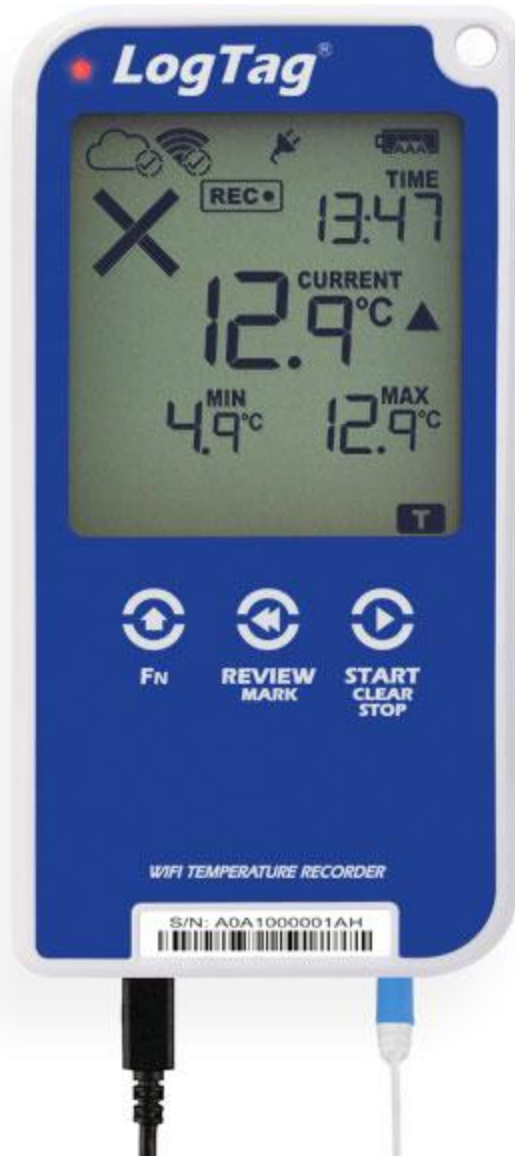 LogTag®
AAA
REC
TIME
13:47
CURRENT
12.9°C
MIN
4.9°C
MAX
12.9°C
T
FN
REVIEW
MARK
START
CLEAR
STOP
WIFI TEMPERATURE RECORDER
S/N: A0A1000001AH